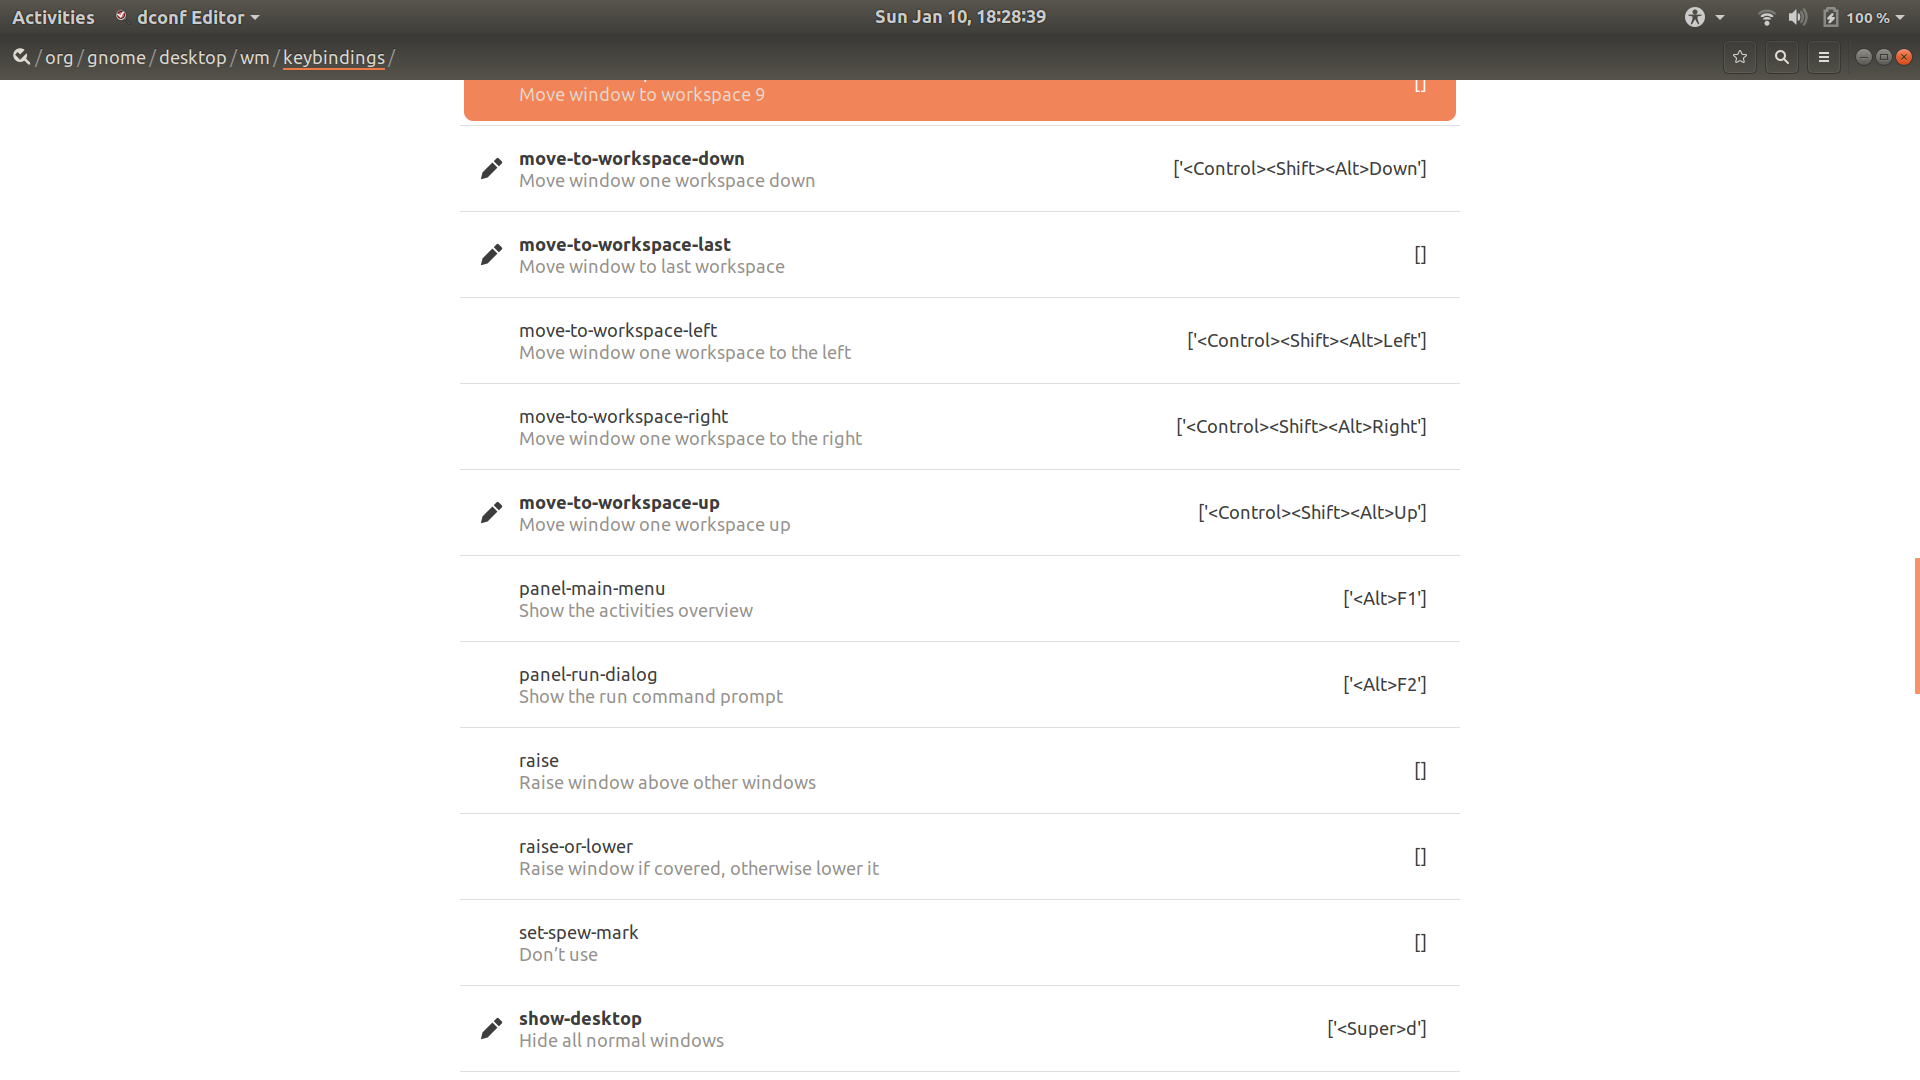 Activities dconf Editor Sun Jan 10, 18:28:39 100 %
/ org / gnome / desktop / wm / keybindings /
Move window to workspace 9 []
move-to-workspace-down
Move window one workspace down
['<Control><Shift><Alt>Down']
move-to-workspace-last
Move window to last workspace
[]
move-to-workspace-left
Move window one workspace to the left
['<Control><Shift><Alt>Left']
move-to-workspace-right
Move window one workspace to the right
['<Control><Shift><Alt>Right']
move-to-workspace-up
Move window one workspace up
['<Control><Shift><Alt>Up']
panel-main-menu
Show the activities overview
['<Alt>F1']
panel-run-dialog
Show the run command prompt
['<Alt>F2']
raise
Raise window above other windows
[]
raise-or-lower
Raise window if covered, otherwise lower it
[]
set-spew-mark
Don’t use
[]
show-desktop
Hide all normal windows
['<Super>d']